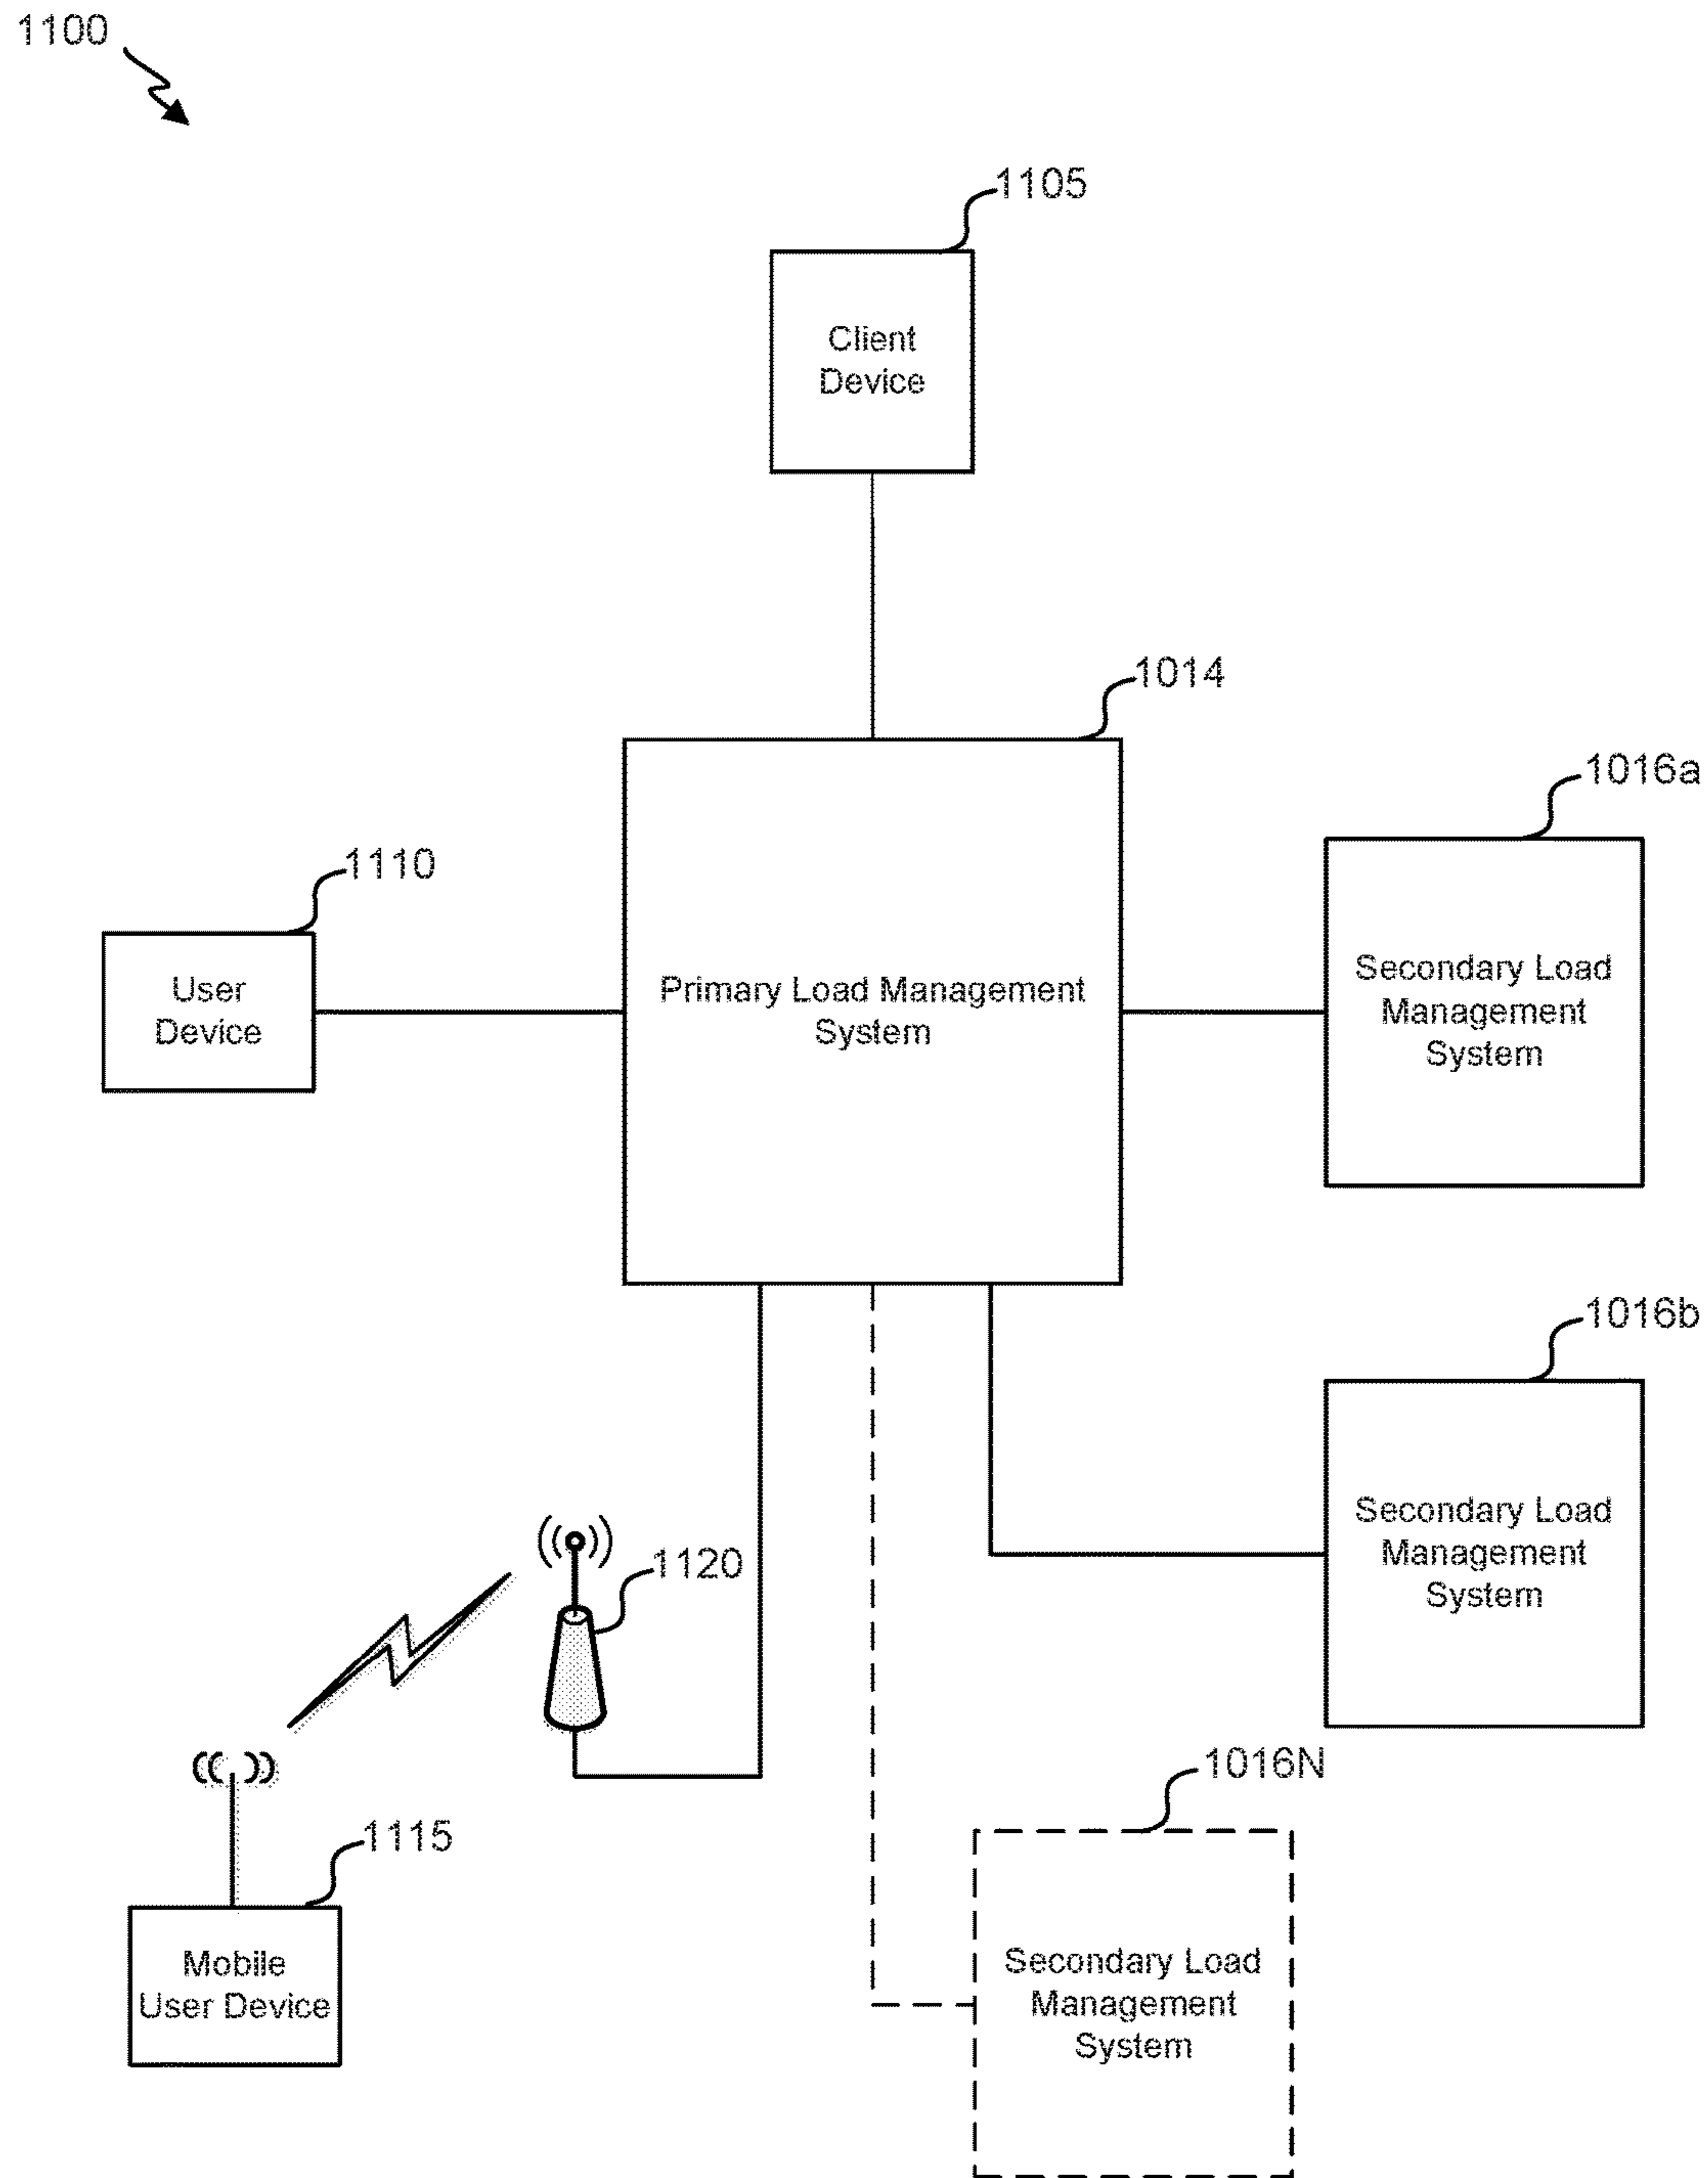 1100
1105
Client
Device
1014
1016a
1110
User
Device
Primary Load Management
System
Secondary Load
Management
System
1016b
Secondary Load
Management
System
1120
1016N
1115
Mobile
User Device
Secondary Load
Management
System